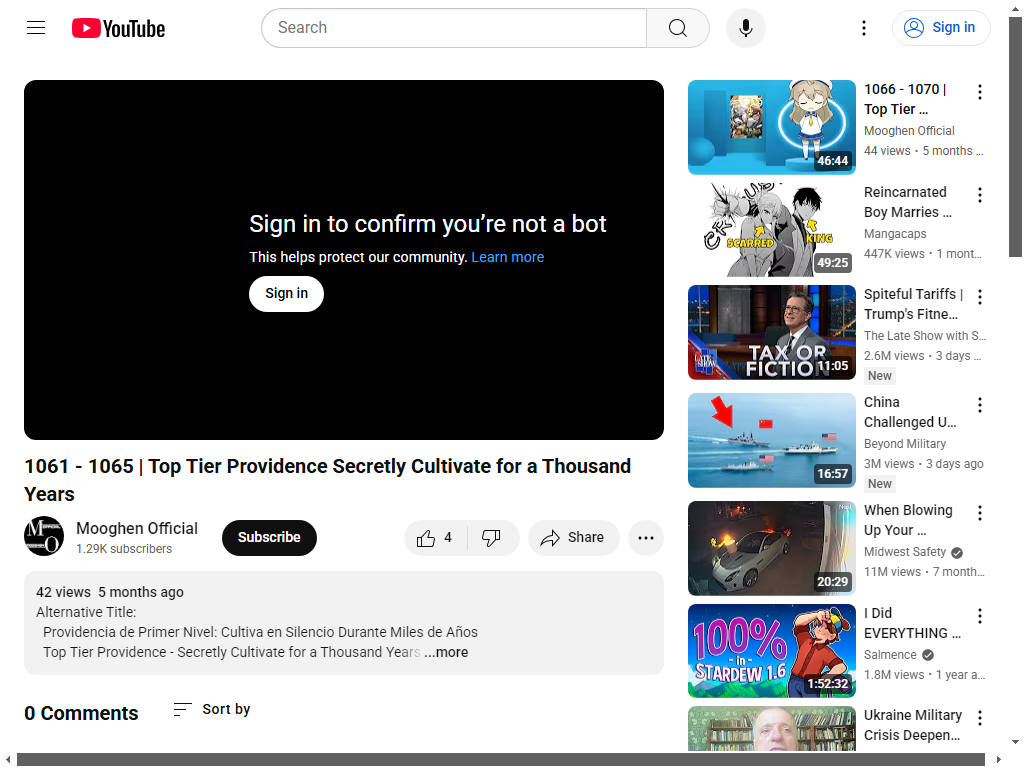 YouTube
Search
Sign in
Sign in to confirm you’re not a bot
This helps protect our community. Learn more
Sign in
1061 - 1065 | Top Tier Providence Secretly Cultivate for a Thousand
Years
Mooghen Official
1.29K subscribers
Subscribe
4
Share
42 views 5 months ago
Alternative Title:
Providencia de Primer Nivel: Cultiva en Silencio Durante Miles de Años
Top Tier Providence - Secretly Cultivate for a Thousand Years ...more
0 Comments
Sort by
46:44
1066 - 1070 |
Top Tier ...
Mooghen Official
44 views • 5 months ...
SCARRED
KING
49:25
Reincarnated
Boy Marries ...
Mangacaps
447K views • 1 mont...
LATE SHOW
TAX OR
FICTION
11:05
Spiteful Tariffs |
Trump's Fitne...
The Late Show with S...
2.6M views • 3 days ...
New
16:57
China
Challenged U...
Beyond Military
3M views • 3 days ago
New
20:29
When Blowing
Up Your ...
Midwest Safety
11M views • 7 month...
100%
- in -
STARDEW 1.6
1:52:32
I Did
EVERYTHING ...
Salmence
1.8M views • 1 year a...
Ukraine Military
Crisis Deepen...